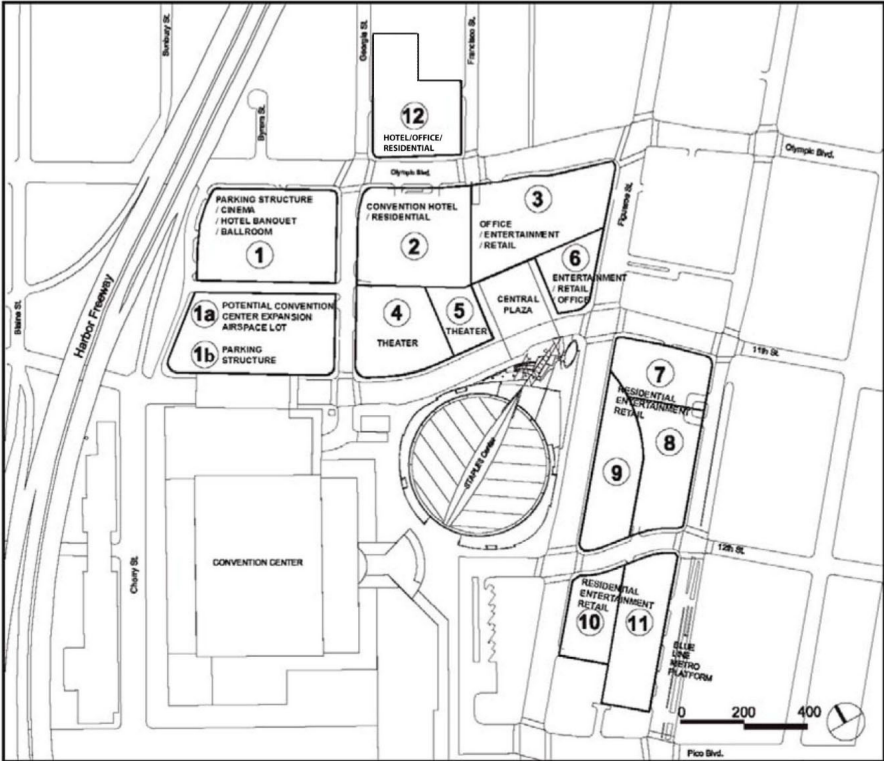 Sunbury St.
Georgia St.
Francisco St.
12
HOTEL/OFFICE/
RESIDENTIAL
Byrem St.
Olympic Blvd.
Olympic Blvd.
PARKING STRUCTURE
/ CINEMA
/ HOTEL BANQUET
/ BALLROOM
1
CONVENTION HOTEL
/ RESIDENTIAL
2
3
OFFICE
/ ENTERTAINMENT
/ RETAIL
Figueroa St.
6
ENTERTAINMENT
/ RETAIL
/ OFFICE
Harbor Freeway
Blaine St.
1a
POTENTIAL CONVENTION
CENTER EXPANSION
AIRSPACE LOT
1b
PARKING
STRUCTURE
4
THEATER
5
THEATER
CENTRAL
PLAZA
11th St.
7
RESIDENTIAL
ENTERTAINMENT
RETAIL
8
9
STAPLES Center
CONVENTION CENTER
Cherry St.
12th St.
RESIDENTIAL
ENTERTAINMENT
RETAIL
10
11
BLUE
LINE
METRO
PLATFORM
0 200 400
Pico Blvd.